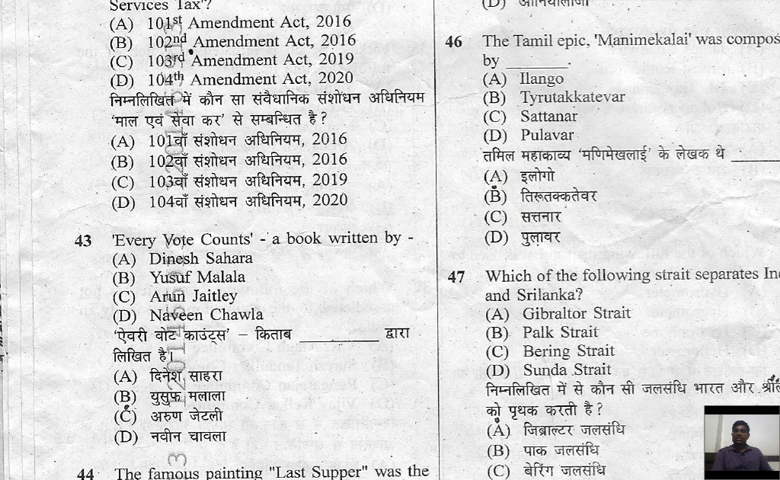 Services Tax'?
(A) 101st Amendment Act, 2016
(B) 102nd Amendment Act, 2016
(C) 103rd Amendment Act, 2019
(D) 104th Amendment Act, 2020
निम्नलिखित में कौन सा संवैधानिक संशोधन अधिनियम
'माल एवं सेवा कर' से सम्बन्धित है ?
(A) 101वाँ संशोधन अधिनियम, 2016
(B) 102वाँ संशोधन अधिनियम, 2016
(C) 103वाँ संशोधन अधिनियम, 2019
(D) 104वाँ संशोधन अधिनियम, 2020
43 'Every Vote Counts' - a book written by -
(A) Dinesh Sahara
(B) Yusuf Malala
(C) Arun Jaitley
(D) Naveen Chawla
'ऐवरी वोट काउंट्स' – किताब __________ द्वारा
लिखित है।
(A) दिनेश साहरा
(B) युसुफ़ मलाला
(C) अरुण जेटली
(D) नवीन चावला
44 The famous painting "Last Supper" was the
46 The Tamil epic, 'Manimekalai' was compos
by ________.
(A) Ilango
(B) Tyrutakkatevar
(C) Sattanar
(D) Pulavar
तमिल महाकाव्य 'मणिमेखलाई' के लेखक थे ______
(A) इलोगो
(B) तिरूतक्कतेवर
(C) सत्तनार
(D) पुलावर
47 Which of the following strait separates In
and Srilanka?
(A) Gibraltor Strait
(B) Palk Strait
(C) Bering Strait
(D) Sunda Strait
निम्नलिखित में से कौन सी जलसंधि भारत और श्री
को पृथक करती है ?
(A) जिब्राल्टर जलसंधि
(B) पाक जलसंधि
(C) बेरिंग जलसंधि